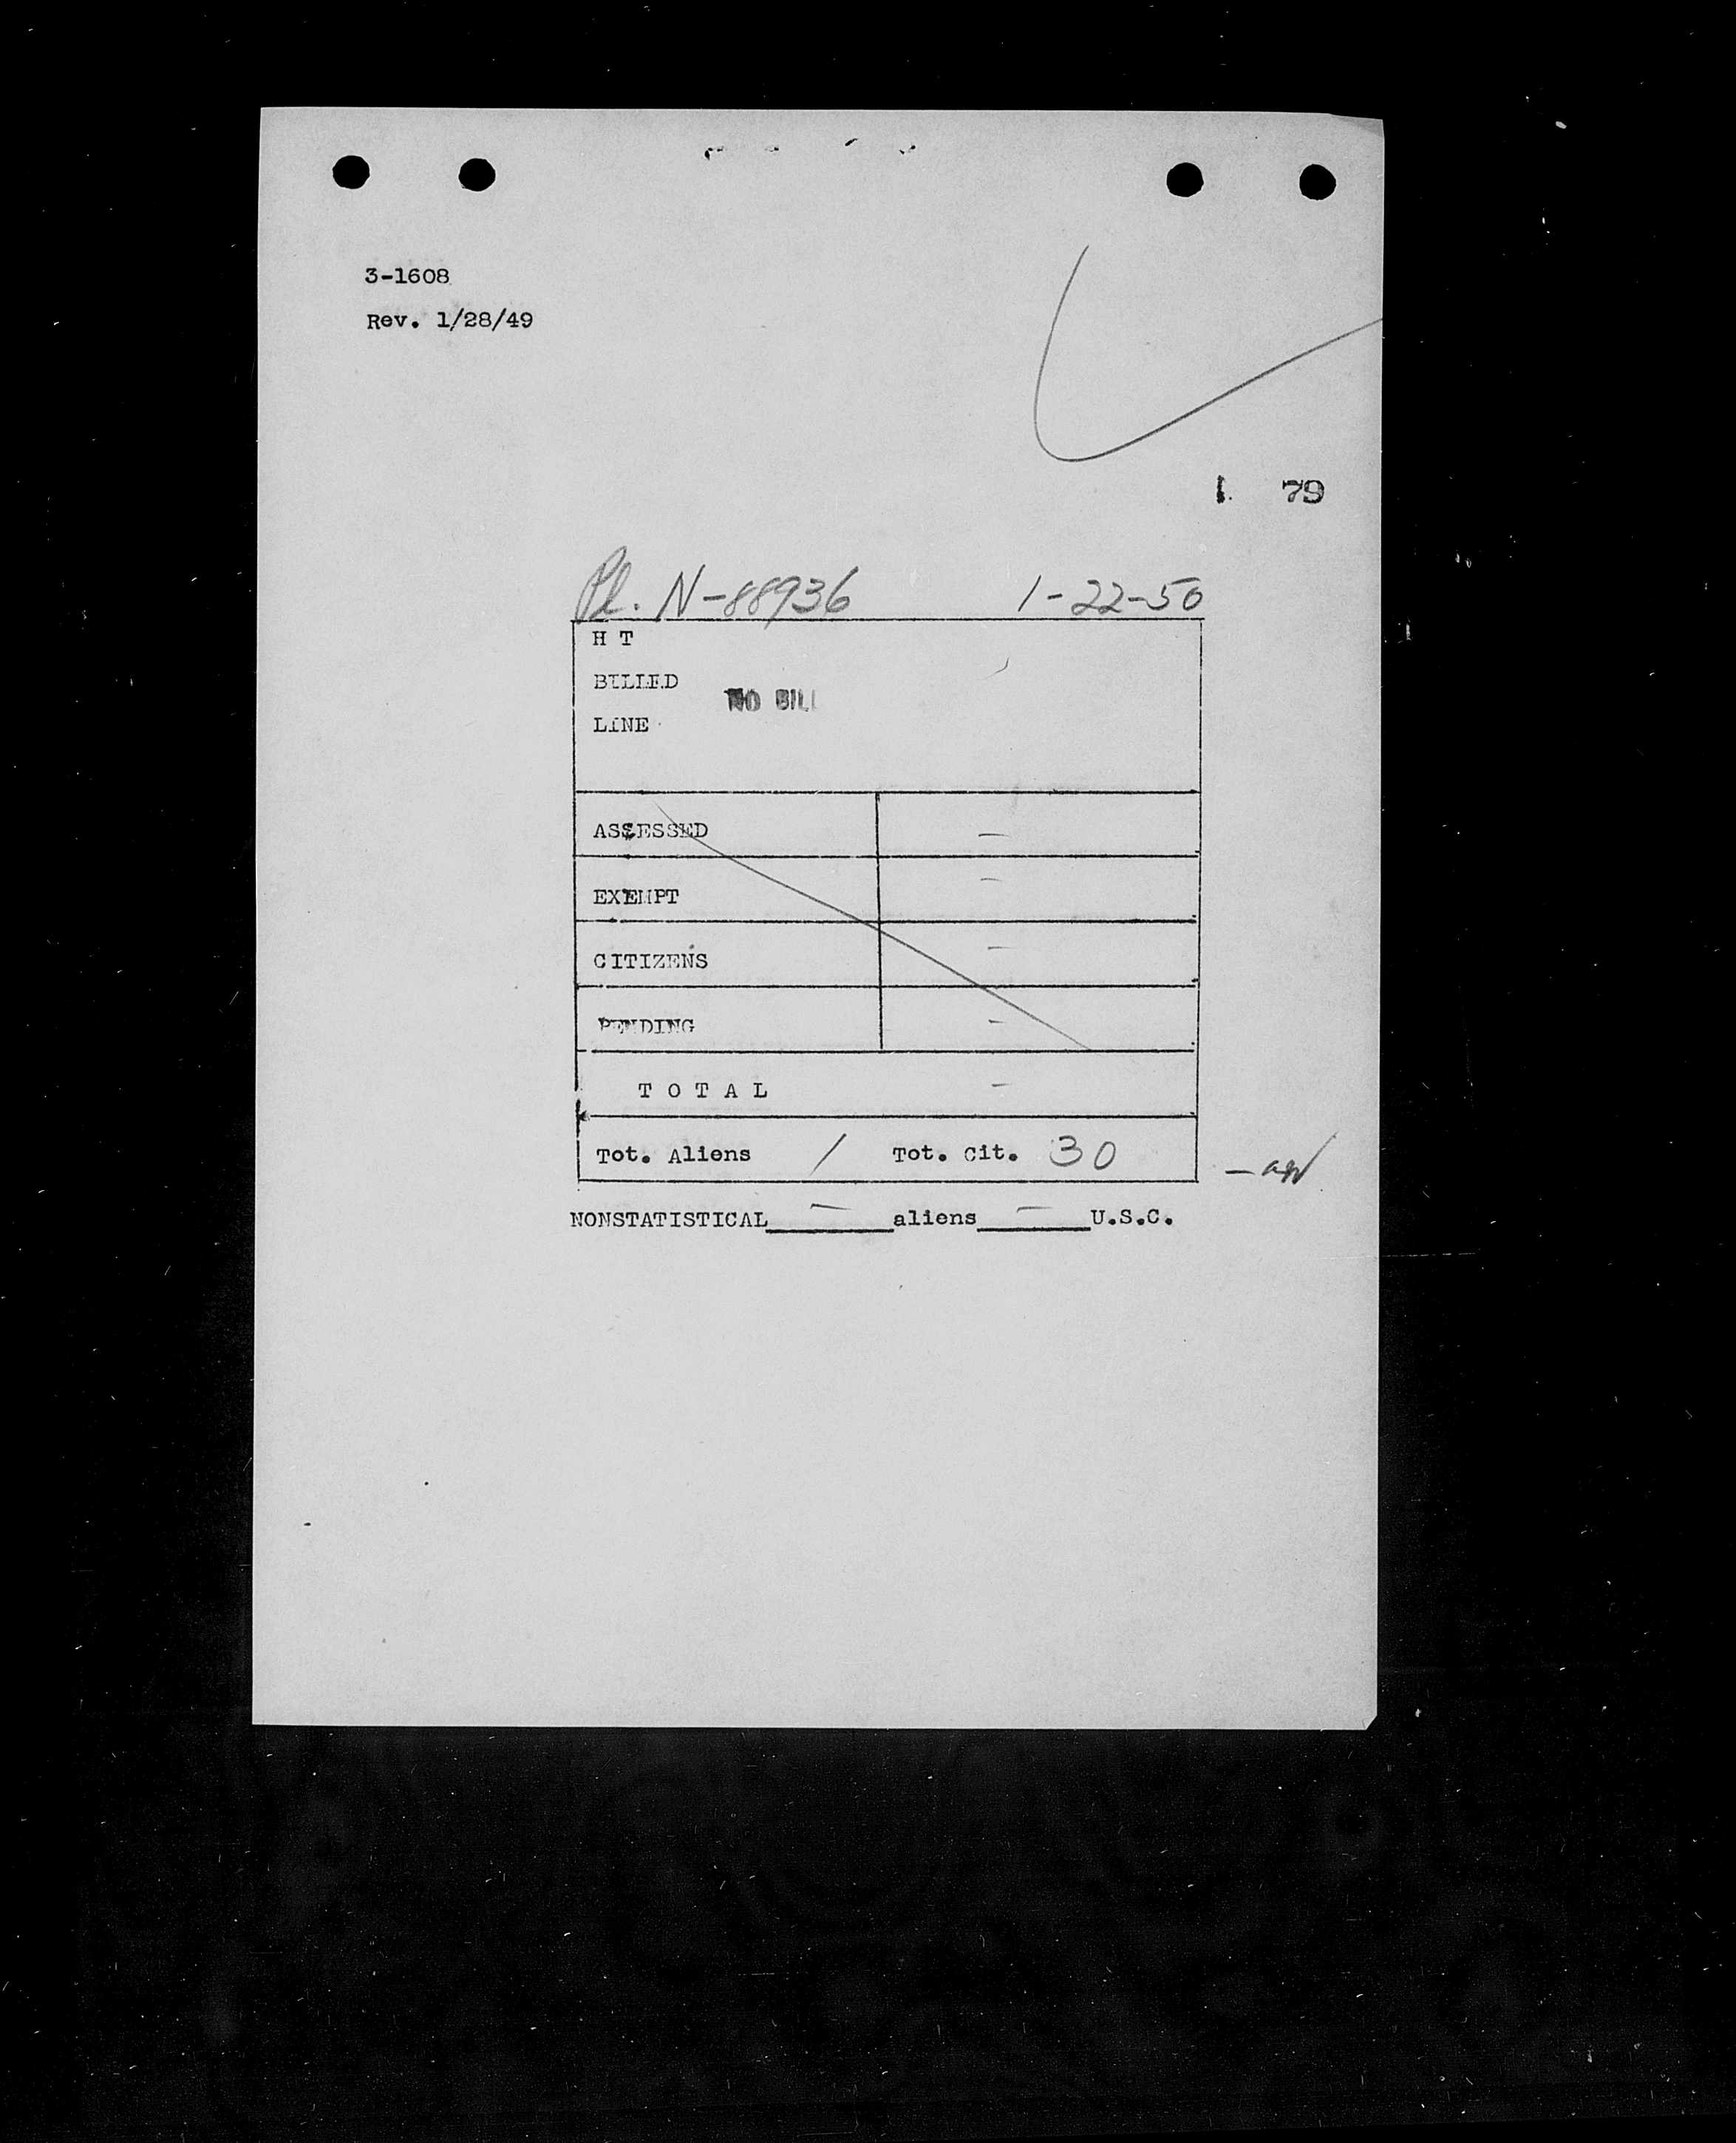 3-1608
Rev. 1/28/49
79
Pl. N-88936 1-22-50
H T
BILLED
NO BILL
LINE
ASSESSED —
EXEMPT —
CITIZENS —
PENDING —
T O T A L —
Tot. Aliens / Tot. Cit. 30
NONSTATISTICAL — aliens — U.S.C.